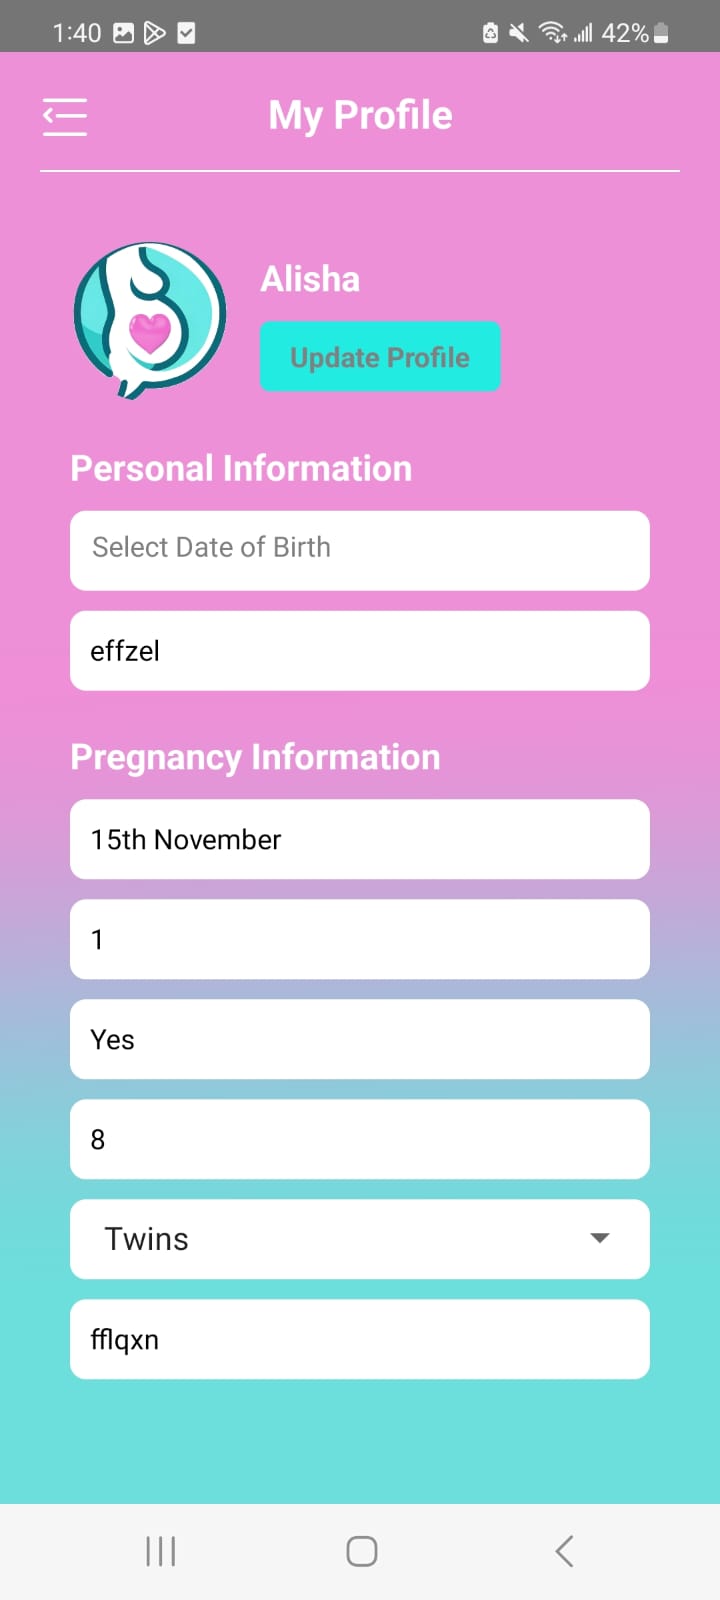 1:40
42%
My Profile
Alisha
Update Profile
Personal Information
Select Date of Birth
effzel
Pregnancy Information
15th November
1
Yes
8
Twins
fflqxn